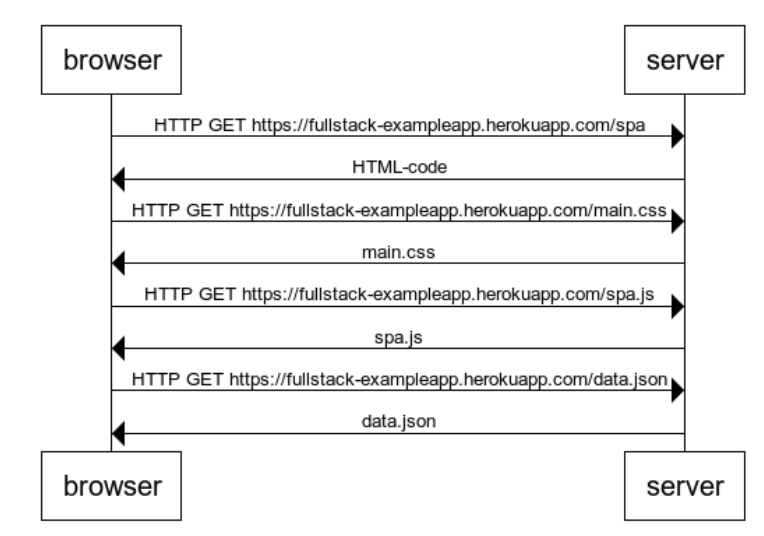 browser
server
HTTP GET https://fullstack-exampleapp.herokuapp.com/spa
HTML-code
HTTP GET https://fullstack-exampleapp.herokuapp.com/main.css
main.css
HTTP GET https://fullstack-exampleapp.herokuapp.com/spa.js
spa.js
HTTP GET https://fullstack-exampleapp.herokuapp.com/data.json
data.json
browser
server